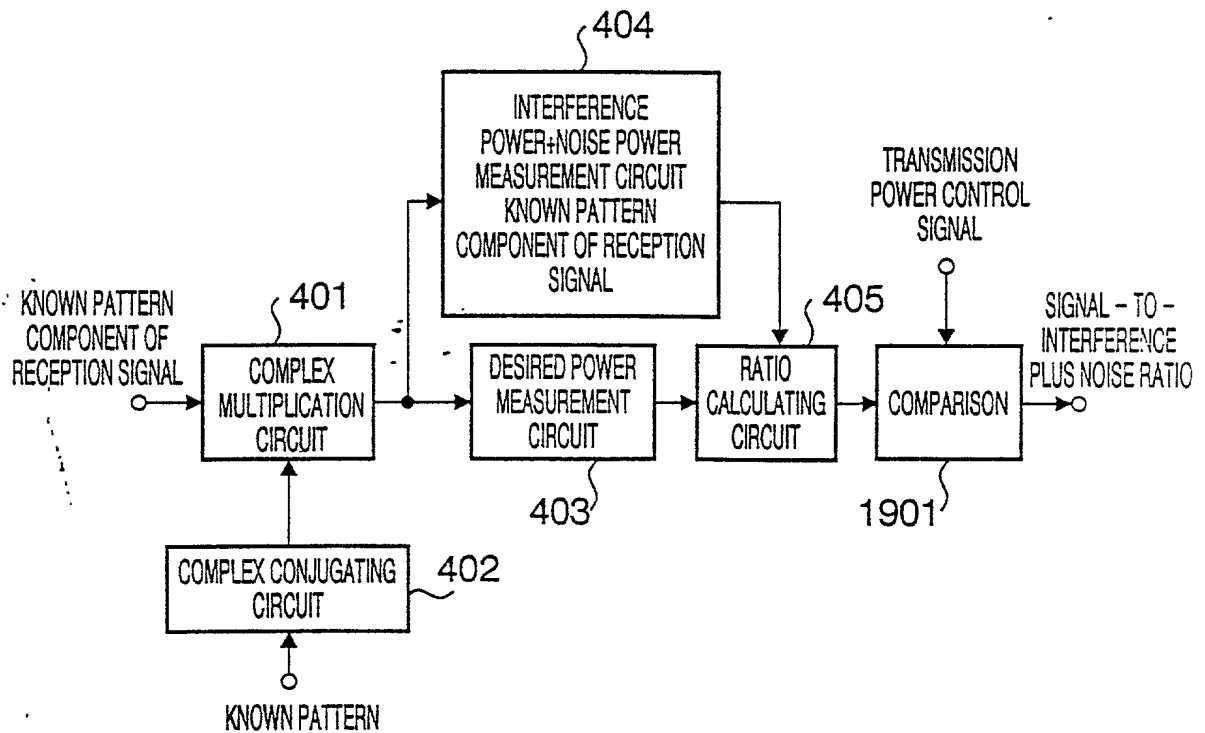 404
INTERFERENCE
POWER+NOISE POWER
MEASUREMENT CIRCUIT
KNOWN PATTERN
COMPONENT OF RECEPTION
SIGNAL
TRANSMISSION
POWER CONTROL
SIGNAL
KNOWN PATTERN
COMPONENT OF
RECEPTION SIGNAL
401
COMPLEX
MULTIPLICATION
CIRCUIT
DESIRED POWER
MEASUREMENT
CIRCUIT
403
405
RATIO
CALCULATING
CIRCUIT
COMPARISON
1901
SIGNAL – TO –
INTERFERENCE
PLUS NOISE RATIO
COMPLEX CONJUGATING
CIRCUIT
402
KNOWN PATTERN